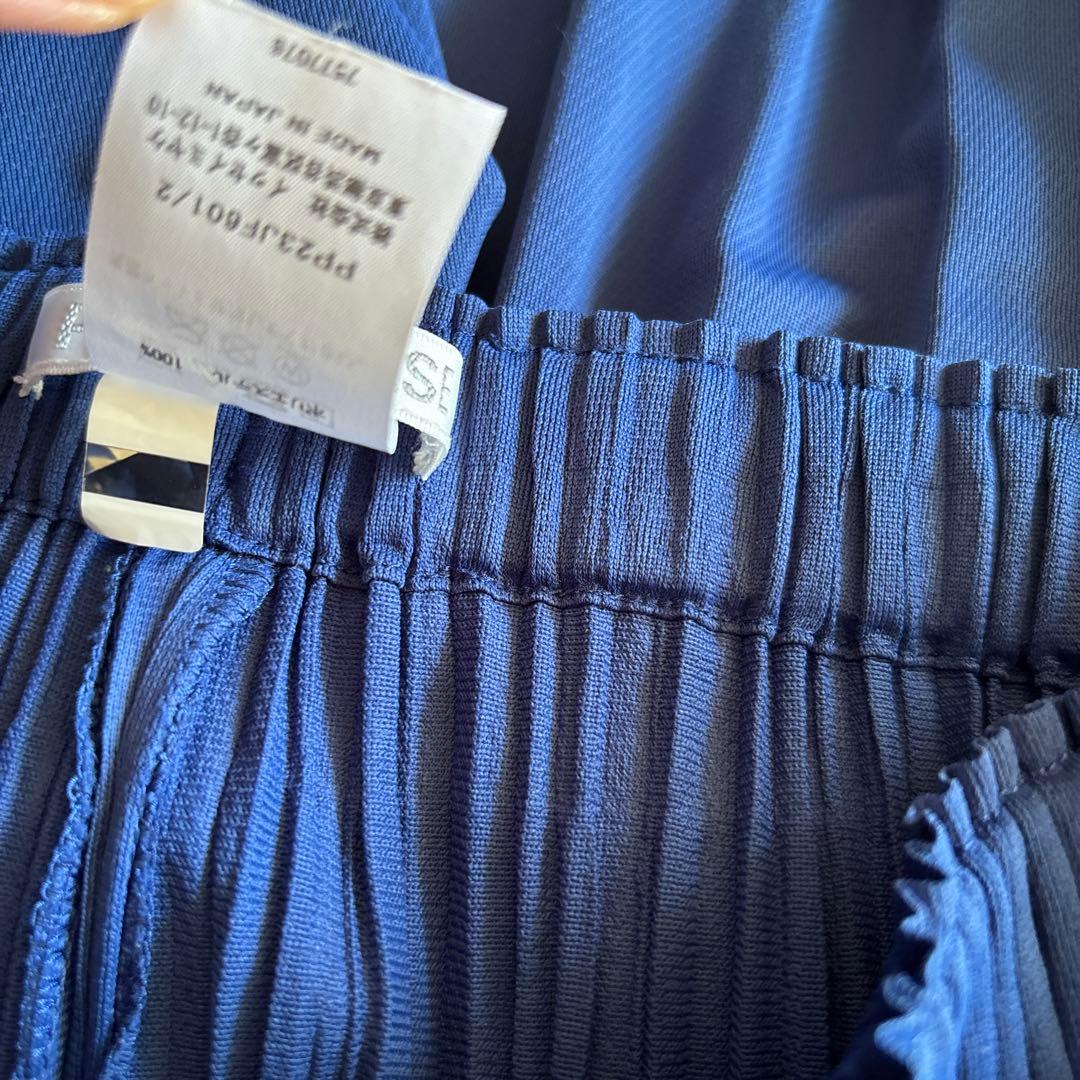 ポリエステル 100%
PP23JF601/2
株式会社
イッセイミヤケ
東京都渋谷区富ヶ谷1-12-10
MADE IN JAPAN
7577076